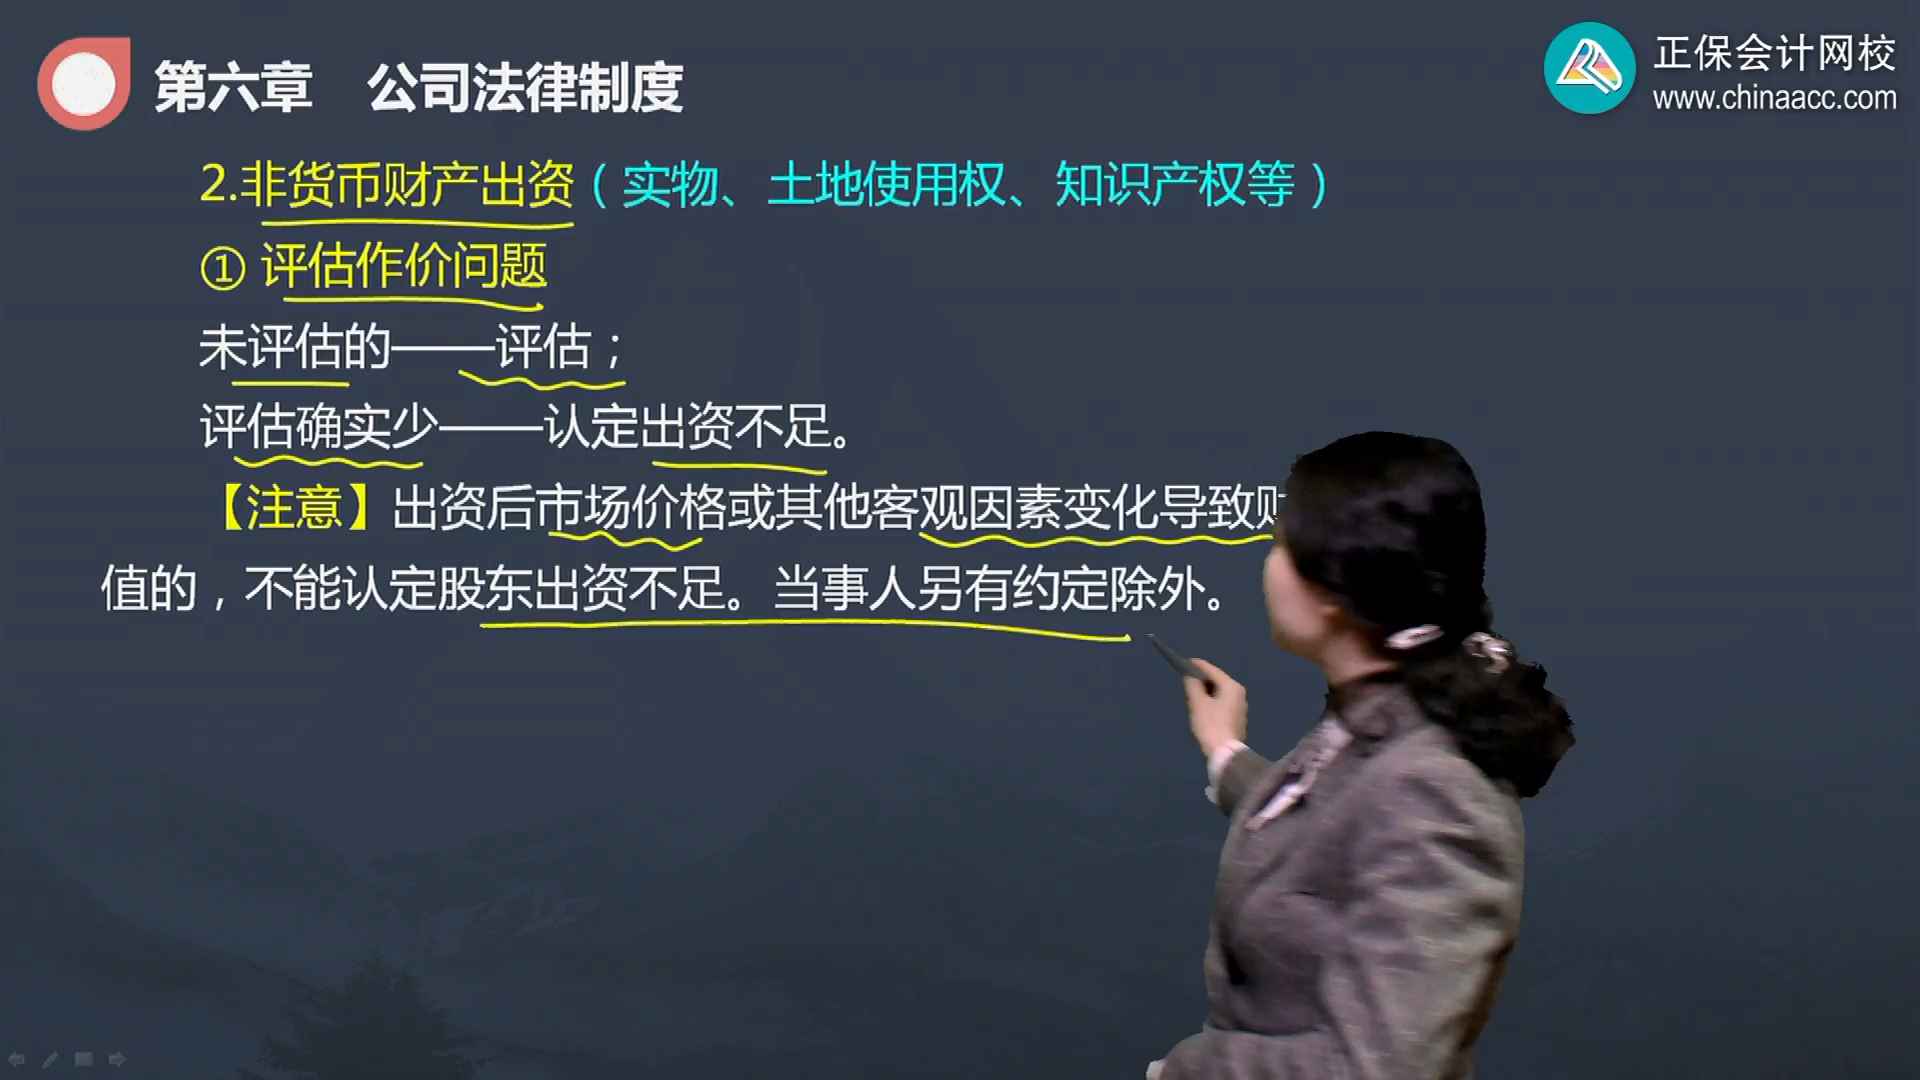 第六章 公司法律制度
正保会计网校
www.chinaacc.com
2.非货币财产出资（实物、土地使用权、知识产权等）
① 评估作价问题
未评估的——评估；
评估确实少——认定出资不足。
【注意】出资后市场价格或其他客观因素变化导致
值的，不能认定股东出资不足。当事人另有约定除外。